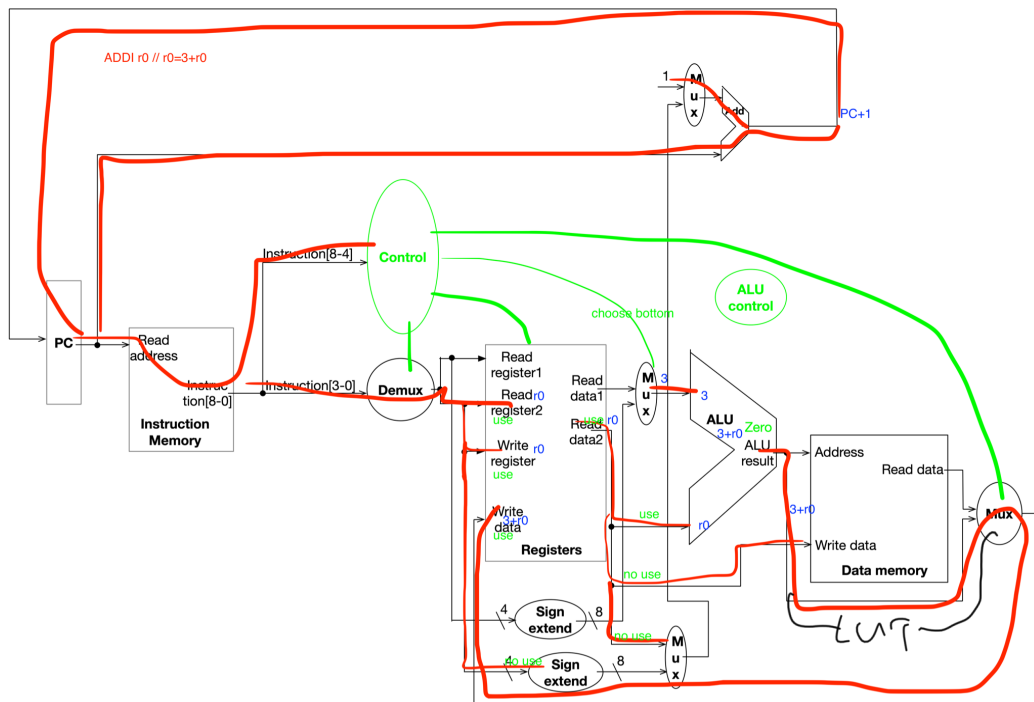 ADDI r0 // r0=3+r0
1
M
u
x
Add
PC+1
Instruction[8-4]
Control
ALU
control
choose bottom
PC
Read
address
Instruc
tion[8-0]
Instruction
Memory
Instruction[3-0]
Demux
Read
register1
Read r0
register2
use
Write r0
register
use
Write
data
3+r0
use
Registers
Read
data1
use r0
Read
data2
M
u
x
3
3
ALU
3+r0
Zero
ALU
result
r0
use
no use
3+r0
Address
Read data
Write data
Data memory
Mux
LUT
4
Sign
extend
8
no use
4
no use
Sign
extend
8
M
u
x